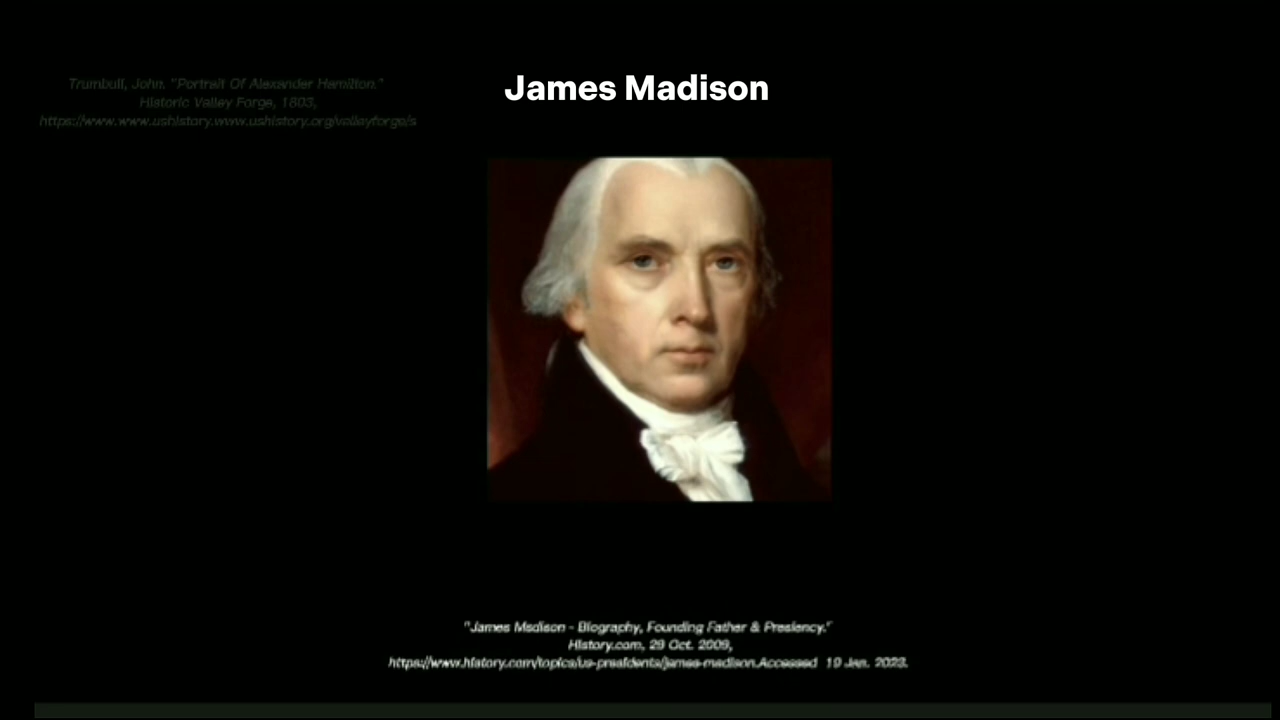 James Madison
Trumbull, John. "Portrait Of Alexander Hamilton."
Historic Valley Forge, 1803,
https://www.www.ushistory.www.ushistory.org/valleyforge/s
"James Madison - Biography, Founding Father & Presiency."
History.com, 29 Oct. 2009,
https://www.history.com/topics/us-presidents/james-madison.Accessed 19 Jan. 2023.